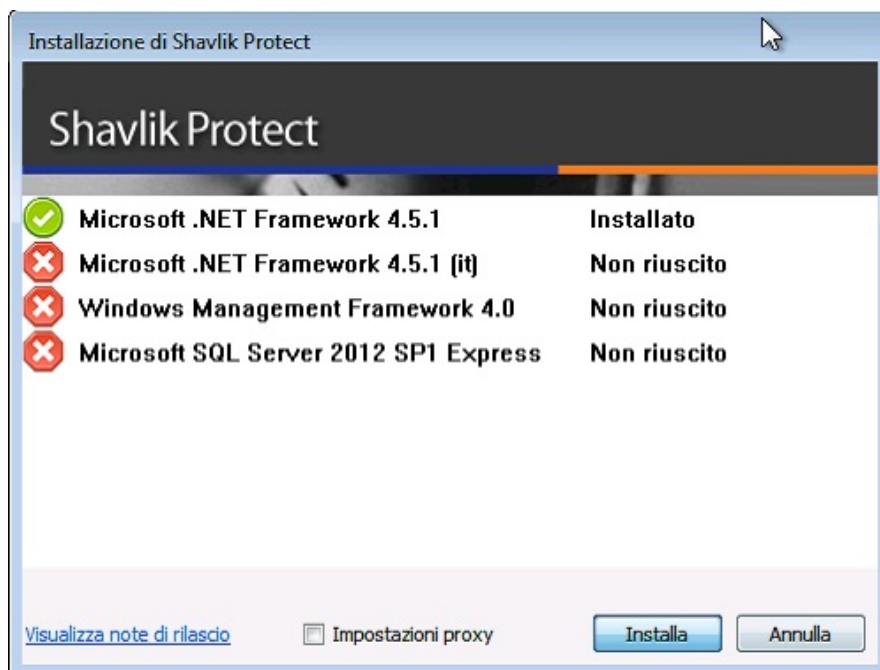 Installazione di Shavlik Protect
Shavlik Protect
Microsoft .NET Framework 4.5.1 Installato
Microsoft .NET Framework 4.5.1 (it) Non riuscito
Windows Management Framework 4.0 Non riuscito
Microsoft SQL Server 2012 SP1 Express Non riuscito
Visualizza note di rilascio Impostazioni proxy Installa Annulla